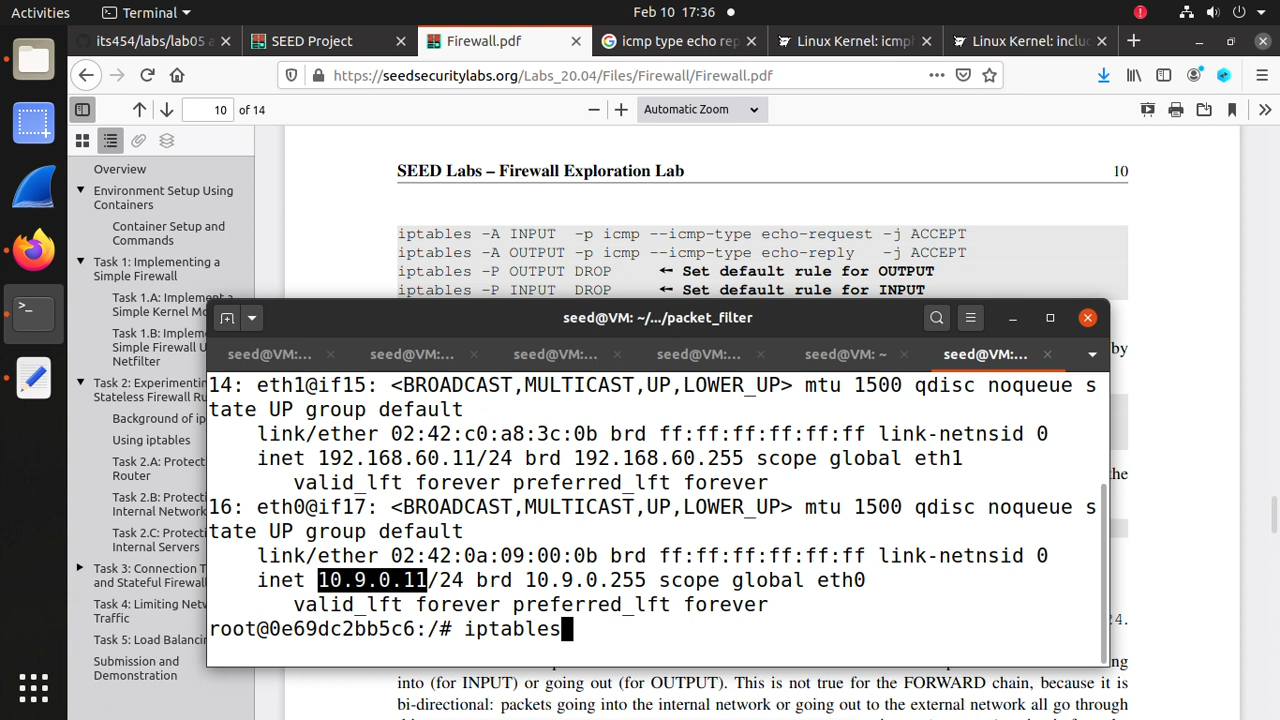 Activities
Terminal
Feb 10 17:36
its454/labs/lab05 a
SEED Project
Firewall.pdf
icmp type echo rep
Linux Kernel: icmph
Linux Kernel: inclu
https://seedsecuritylabs.org/Labs_20.04/Files/Firewall/Firewall.pdf
10 of 14
Automatic Zoom
Overview
Environment Setup Using
Containers
Container Setup and
Commands
Task 1: Implementing a
Simple Firewall
Task 1.A: Implement a
Simple Kernel Mo
Task 1.B: Impleme
Simple Firewall U
Netfilter
Task 2: Experimenting
Stateless Firewall Ru
Background of ip
Using iptables
Task 2.A: Protect
Router
Task 2.B: Protect
Internal Network
Task 2.C: Protect
Internal Servers
Task 3: Connection T
and Stateful Firewal
Task 4: Limiting Netw
Traffic
Task 5: Load Balancin
Submission and
Demonstration
SEED Labs – Firewall Exploration Lab 10
iptables -A INPUT -p icmp --icmp-type echo-request -j ACCEPT
iptables -A OUTPUT -p icmp --icmp-type echo-reply -j ACCEPT
iptables -P OUTPUT DROP ← Set default rule for OUTPUT
iptables -P INPUT DROP ← Set default rule for INPUT
by
the
24.
ng
into (for INPUT) or going out (for OUTPUT). This is not true for the FORWARD chain, because it is
bi-directional: packets going into the internal network or going out to the external network all go through
seed@VM: ~/.../packet_filter
seed@VM:...
seed@VM:...
seed@VM:...
seed@VM:...
seed@VM: ~
seed@VM:...
14: eth1@if15: <BROADCAST,MULTICAST,UP,LOWER_UP> mtu 1500 qdisc noqueue s
tate UP group default
link/ether 02:42:c0:a8:3c:0b brd ff:ff:ff:ff:ff:ff link-netnsid 0
inet 192.168.60.11/24 brd 192.168.60.255 scope global eth1
valid_lft forever preferred_lft forever
16: eth0@if17: <BROADCAST,MULTICAST,UP,LOWER_UP> mtu 1500 qdisc noqueue s
tate UP group default
link/ether 02:42:0a:09:00:0b brd ff:ff:ff:ff:ff:ff link-netnsid 0
inet 10.9.0.11/24 brd 10.9.0.255 scope global eth0
valid_lft forever preferred_lft forever
root@0e69dc2bb5c6:/# iptables